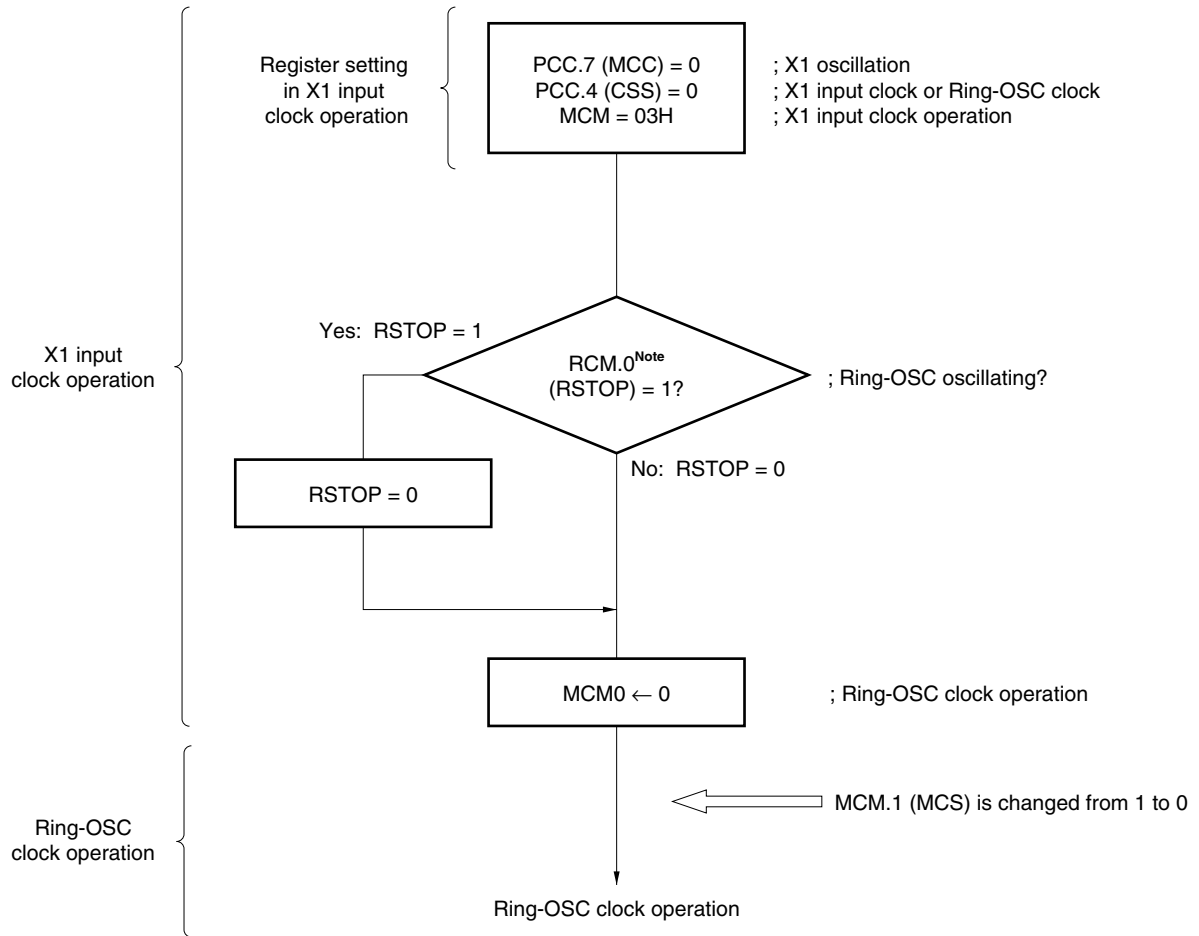 Register setting
in X1 input
clock operation
PCC.7 (MCC) = 0
PCC.4 (CSS) = 0
MCM = 03H
; X1 oscillation
; X1 input clock or Ring-OSC clock
; X1 input clock operation
X1 input
clock operation
Yes: RSTOP = 1
RCM.0Note
(RSTOP) = 1?
; Ring-OSC oscillating?
No: RSTOP = 0
RSTOP = 0
MCM0 ← 0
; Ring-OSC clock operation
Ring-OSC
clock operation
MCM.1 (MCS) is changed from 1 to 0
Ring-OSC clock operation